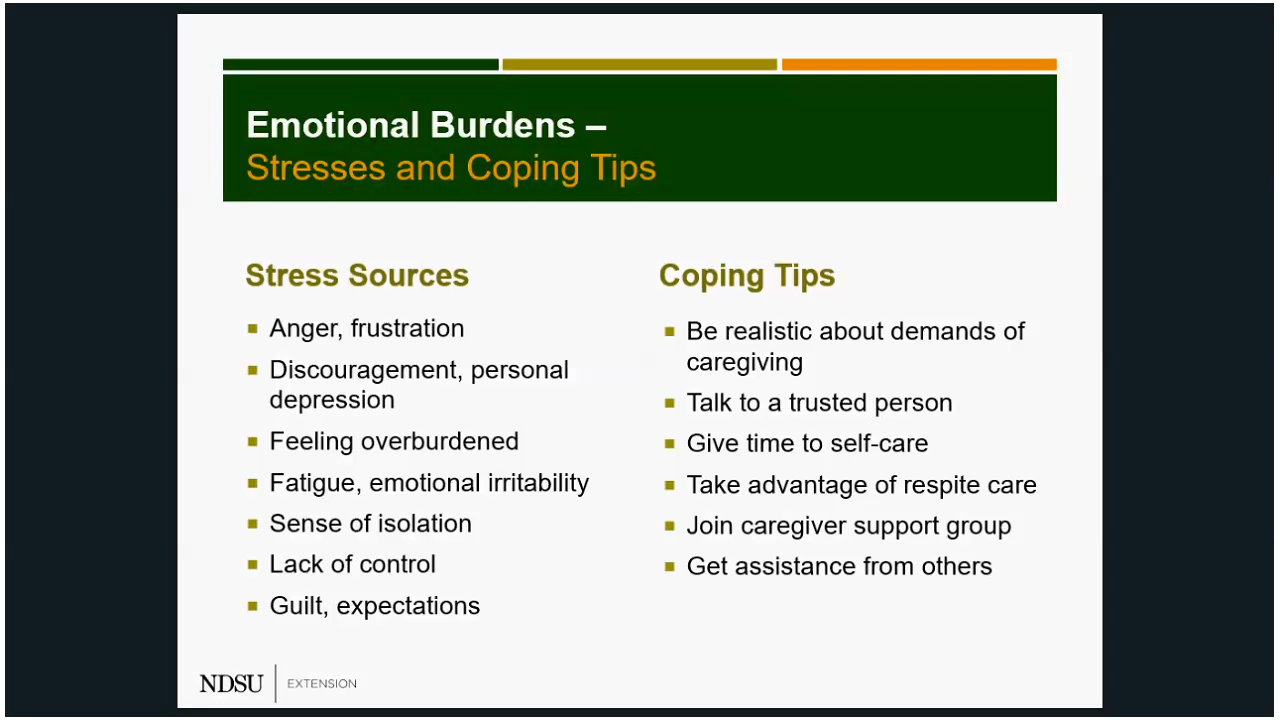 Emotional Burdens –
Stresses and Coping Tips
Stress Sources
Anger, frustration
Discouragement, personal
depression
Feeling overburdened
Fatigue, emotional irritability
Sense of isolation
Lack of control
Guilt, expectations
Coping Tips
Be realistic about demands of
caregiving
Talk to a trusted person
Give time to self-care
Take advantage of respite care
Join caregiver support group
Get assistance from others
NDSU EXTENSION